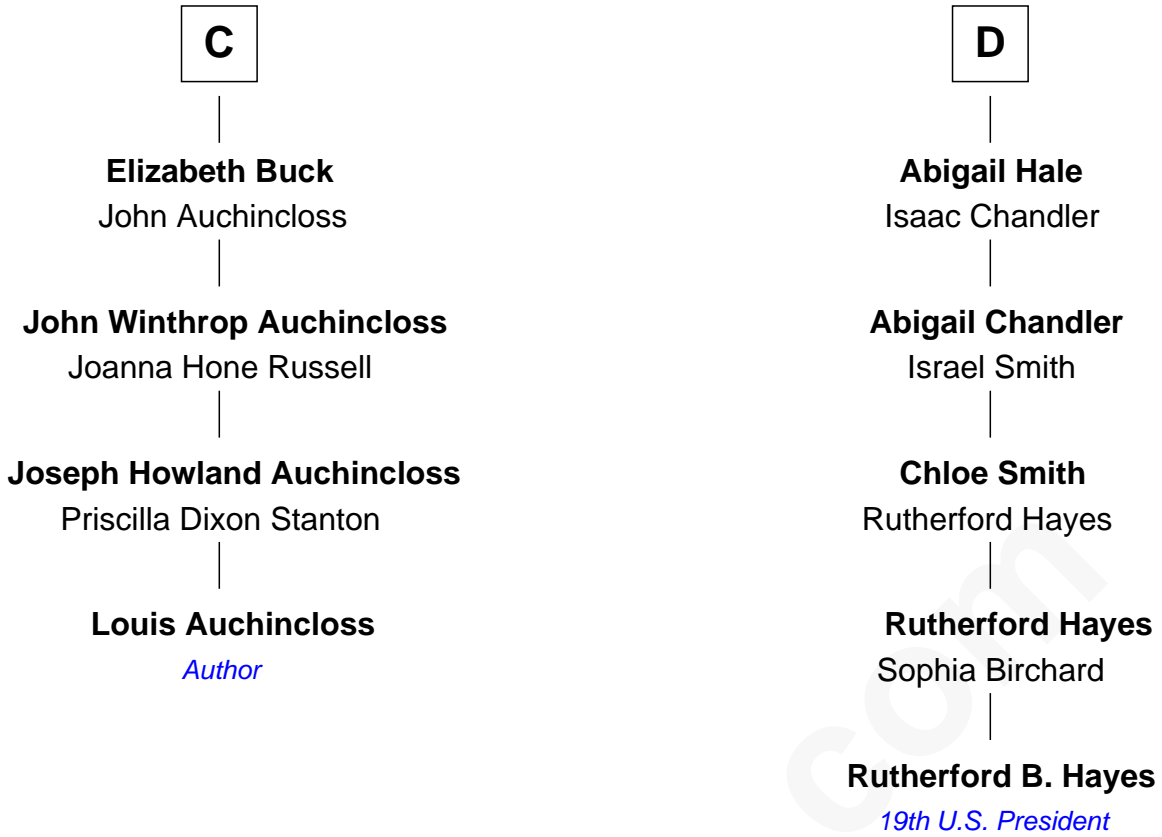 C
Elizabeth Buck
John Auchincloss
John Winthrop Auchincloss
Joanna Hone Russell
Joseph Howland Auchincloss
Priscilla Dixon Stanton
Louis Auchincloss
Author
D
Abigail Hale
Isaac Chandler
Abigail Chandler
Israel Smith
Chloe Smith
Rutherford Hayes
Rutherford Hayes
Sophia Birchard
Rutherford B. Hayes
19th U.S. President
com